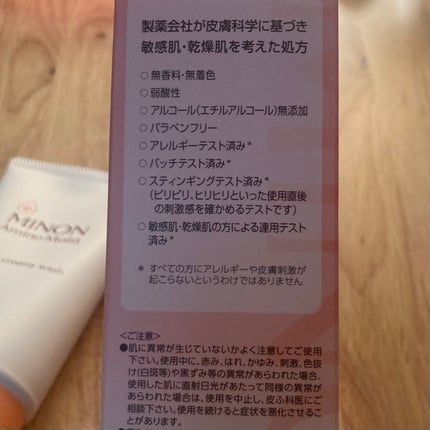 製薬会社が皮膚科学に基づき
敏感肌・乾燥肌を考えた処方
○ 無香料・無着色
○ 弱酸性
○ アルコール(エチルアルコール)無添加
○ パラベンフリー
○ アレルギーテスト済み*
○ パッチテスト済み*
○ スティンギングテスト済み*
(ピリピリ、ヒリヒリといった使用直後
の刺激感を確かめるテストです)
○ 敏感肌・乾燥肌の方による連用テスト
済み*
* すべての方にアレルギーや皮膚刺激が
起こらないというわけではありません
<ご注意>
●肌に異常が生じていないかよく注意してご使用
下さい。使用中に、赤み、はれ、かゆみ、刺激、色抜
け(白斑等)や黒ずみ等の異常があらわれた場合、
使用した肌に直射日光があたって同様の異常が
あらわれた場合は、使用を中止し、皮ふ科医にご
相談下さい。使用を続けると症状を悪化させるこ
とがあります。
MINON
Amino Moist
creamy wash